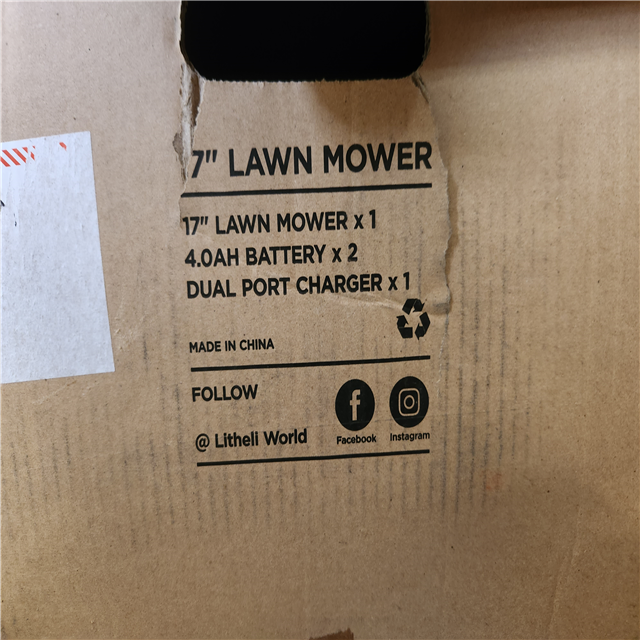 7" LAWN MOWER
17" LAWN MOWER x 1
4.0AH BATTERY x 2
DUAL PORT CHARGER x 1
MADE IN CHINA
FOLLOW
@ Litheli World
Facebook
Instagram